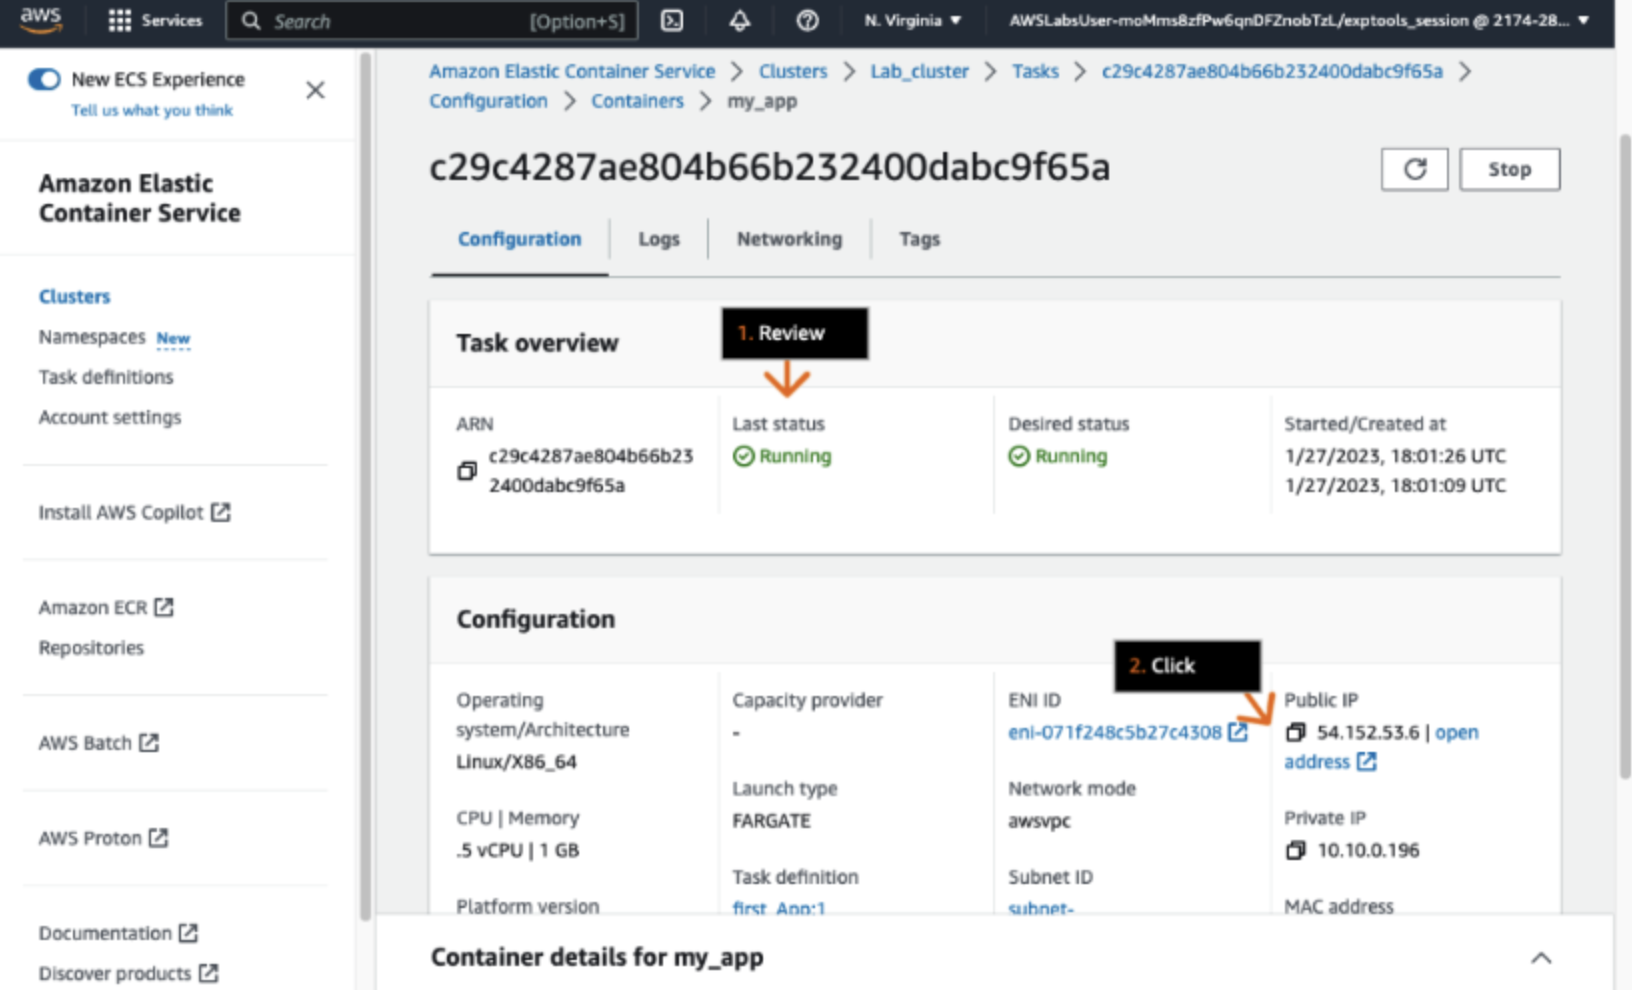 aws
Services
Search
[Option+S]
N. Virginia
AWSLabsUser-moMms8zfPw6qnDFZnobTzL/exptools_session @ 2174-28...
New ECS Experience
Tell us what you think
Amazon Elastic
Container Service
Clusters
Namespaces New
Task definitions
Account settings
Install AWS Copilot
Amazon ECR
Repositories
AWS Batch
AWS Proton
Documentation
Discover products
Amazon Elastic Container Service > Clusters > Lab_cluster > Tasks > c29c4287ae804b66b232400dabc9f65a >
Configuration > Containers > my_app
c29c4287ae804b66b232400dabc9f65a
Stop
Configuration
Logs
Networking
Tags
Task overview
1. Review
ARN
c29c4287ae804b66b23
2400dabc9f65a
Last status
Running
Desired status
Running
Started/Created at
1/27/2023, 18:01:26 UTC
1/27/2023, 18:01:09 UTC
Configuration
2. Click
Operating
system/Architecture
Linux/X86_64
CPU | Memory
.5 vCPU | 1 GB
Platform version
Capacity provider
-
Launch type
FARGATE
Task definition
first_App:1
ENI ID
eni-071f248c5b27c4308
Network mode
awsvpc
Subnet ID
subnet-
Public IP
54.152.53.6 | open
address
Private IP
10.10.0.196
MAC address
Container details for my_app